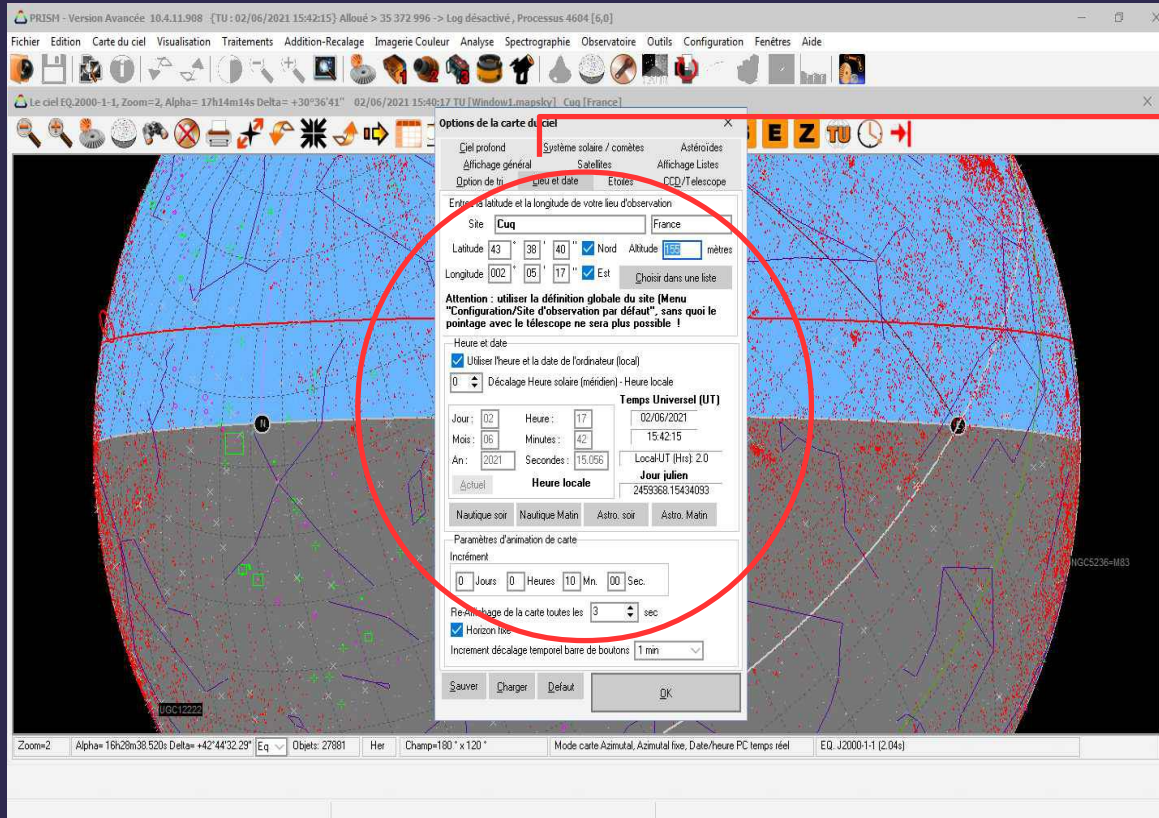 PRISM - Version Avancée 10.4.11.908 {TU : 02/06/2021 15:42:15} Alloué > 35 372 996 -> Log désactivé , Processus 4604 [6,0]
Fichier Edition Carte du ciel Visualisation Traitements Addition-Recalage Imagerie Couleur Analyse Spectrographie Observatoire Outils Configuration Fenêtres Aide
Le ciel EQ.2000-1-1, Zoom=2, Alpha= 17h14m14s Delta= +30°36'41" 02/06/2021 15:40:17 TU [Window1.mapsky] Cuq [France]
Options de la carte du ciel
E Z TU
Ciel profond Système solaire / comètes Astéroïdes
Affichage général Satellites Affichage Listes
Option de tri Lieu et date Etoiles CCD/Telescope
Entrez la latitude et la longitude de votre lieu d'observation
Site Cuq France
Latitude 43 ° 38 ' 40 " Nord Altitude 155 mètres
Longitude 002 ° 05 ' 17 " Est Choisir dans une liste
Attention : utiliser la définition globale du site (Menu
"Configuration/Site d'observation par défaut", sans quoi le
pointage avec le télescope ne sera plus possible !
Heure et date
Utiliser l'heure et la date de l'ordinateur (local)
0 Décalage Heure solaire (méridien) - Heure locale
Temps Universel (UT)
Jour : 02 Heure : 17 02/06/2021
Mois : 06 Minutes : 42 15:42:15
An : 2021 Secondes : 15.056 Local-UT (Hrs): 2.0
Actuel Heure locale Jour julien
2459368.15434093
Nautique soir Nautique Matin Astro. soir Astro. Matin
Paramètres d'animation de carte
Incrément
0 Jours 0 Heures 10 Mn. 00 Sec.
Re-Affichage de la carte toutes les 3 sec
Horizon fixe
Increment décalage temporel barre de boutons 1 min
Sauver Charger Defaut OK
N
NGC5236=M83
UGC12222
Zoom=2 Alpha= 16h28m38.520s Delta= +42°44'32.29" Eq Objets: 27881 Her Champ=180 ° x 120 ° Mode carte Azimutal, Azimutal fixe, Date/heure PC temps réel EQ. J2000-1-1 (2.04s)